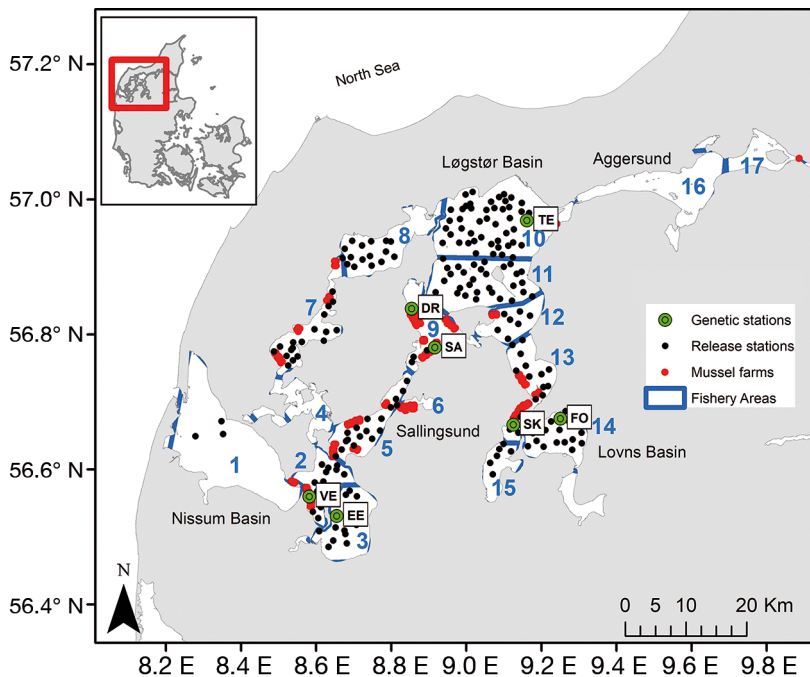 57.2° N
57.0° N
56.8° N
56.6° N
56.4° N
North Sea
Løgstør Basin
Aggersund
16
17
8
TE
10
11
7
DR
9
12
SA
13
6
4
Sallingsund
5
SK
FO
14
Lovns Basin
1
2
15
VE
EE
3
Nissum Basin
Genetic stations
Release stations
Mussel farms
Fishery Areas
N
0 5 10 20 Km
8.2 E 8.4 E 8.6 E 8.8 E 9.0 E 9.2 E 9.4 E 9.6 E 9.8 E